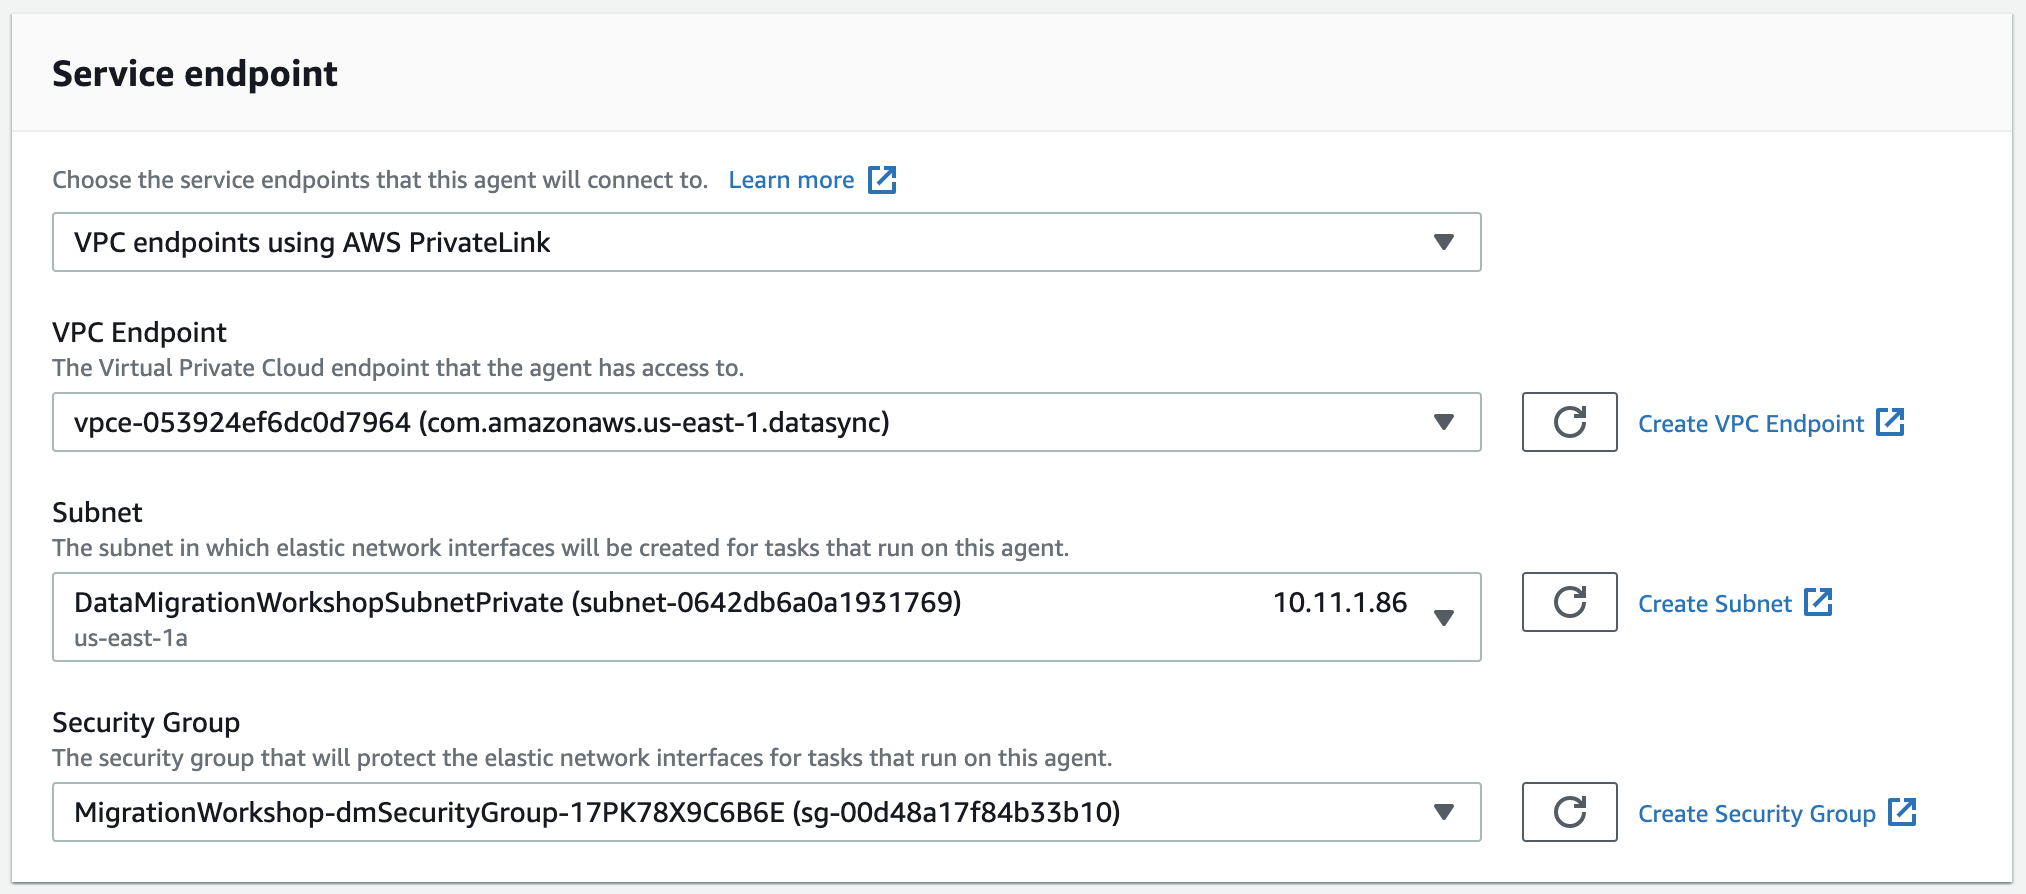 Service endpoint
Choose the service endpoints that this agent will connect to. Learn more
VPC endpoints using AWS PrivateLink
VPC Endpoint
The Virtual Private Cloud endpoint that the agent has access to.
vpce-053924ef6dc0d7964 (com.amazonaws.us-east-1.datasync)
Create VPC Endpoint
Subnet
The subnet in which elastic network interfaces will be created for tasks that run on this agent.
DataMigrationWorkshopSubnetPrivate (subnet-0642db6a0a1931769) 10.11.1.86
us-east-1a
Create Subnet
Security Group
The security group that will protect the elastic network interfaces for tasks that run on this agent.
MigrationWorkshop-dmSecurityGroup-17PK78X9C6B6E (sg-00d48a17f84b33b10)
Create Security Group